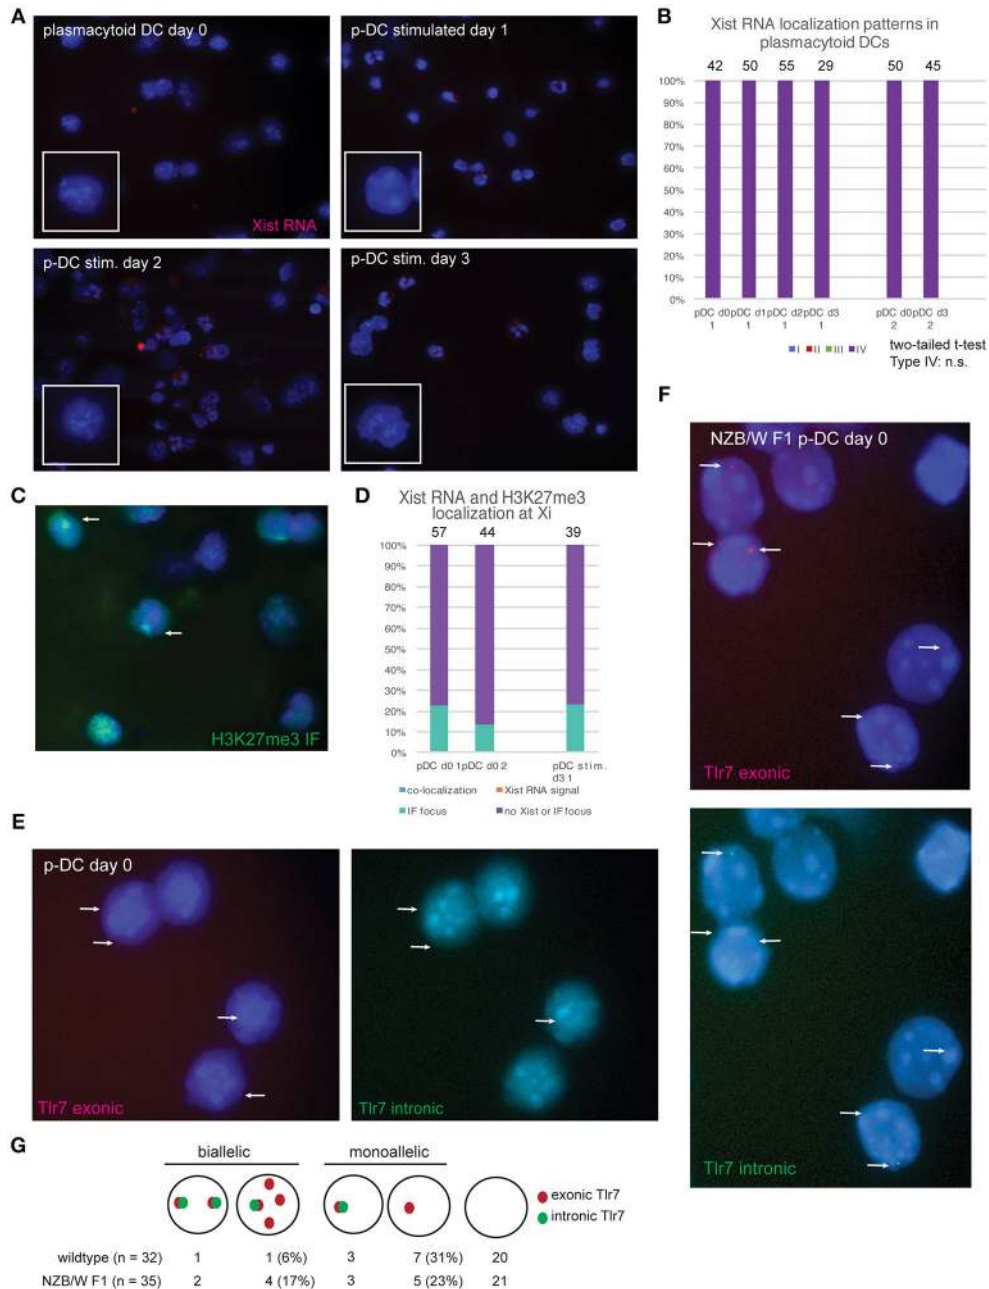 A
plasmacytoid DC day 0
Xist RNA
p-DC stimulated day 1
p-DC stim. day 2
p-DC stim. day 3
B
Xist RNA localization patterns in
plasmacytoid DCs
42 50 55 29 50 45
100%
90%
80%
70%
60%
50%
40%
30%
20%
10%
0%
pDC d0 pDC d1 pDC d2 pDC d3 pDC d0 pDC d3
1 1 1 1 2 2
I II III IV
two-tailed t-test
Type IV: n.s.
C
H3K27me3 IF
D
Xist RNA and H3K27me3
localization at Xi
57 44 39
100%
90%
80%
70%
60%
50%
40%
30%
20%
10%
0%
pDC d0 1 pDC d0 2 pDC stim.
d3 1
co-localization Xist RNA signal
IF focus no Xist or IF focus
E
p-DC day 0
Tlr7 exonic
Tlr7 intronic
F
NZB/W F1 p-DC day 0
Tlr7 exonic
Tlr7 intronic
G
biallelic monoallelic
exonic Tlr7
intronic Tlr7
wildtype (n = 32) 1 1 (6%) 3 7 (31%) 20
NZB/W F1 (n = 35) 2 4 (17%) 3 5 (23%) 21